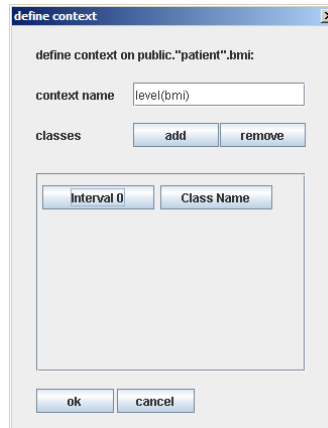 define context
define context on public."patient".bmi:
context name level(bmi)
classes add remove
Interval 0 Class Name
ok cancel